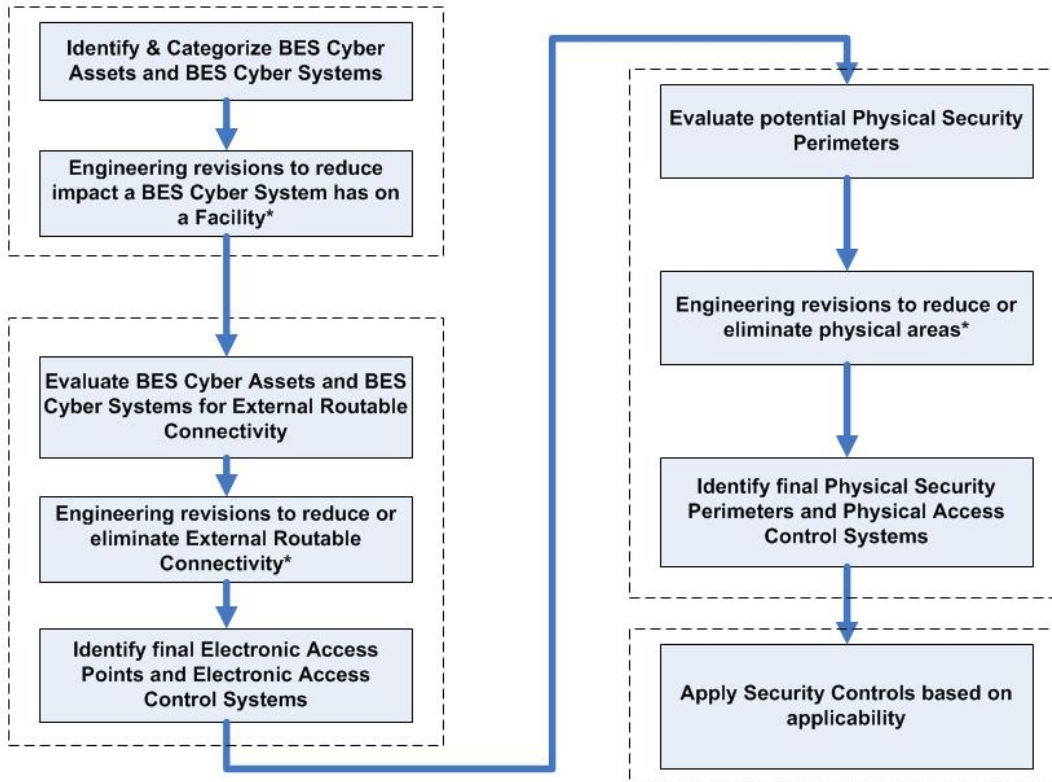 Identify & Categorize BES Cyber
Assets and BES Cyber Systems
Engineering revisions to reduce
impact a BES Cyber System has on
a Facility*
Evaluate BES Cyber Assets and BES
Cyber Systems for External Routable
Connectivity
Engineering revisions to reduce or
eliminate External Routable
Connectivity*
Identify final Electronic Access
Points and Electronic Access
Control Systems
Evaluate potential Physical Security
Perimeters
Engineering revisions to reduce or
eliminate physical areas*
Identify final Physical Security
Perimeters and Physical Access
Control Systems
Apply Security Controls based on
applicability